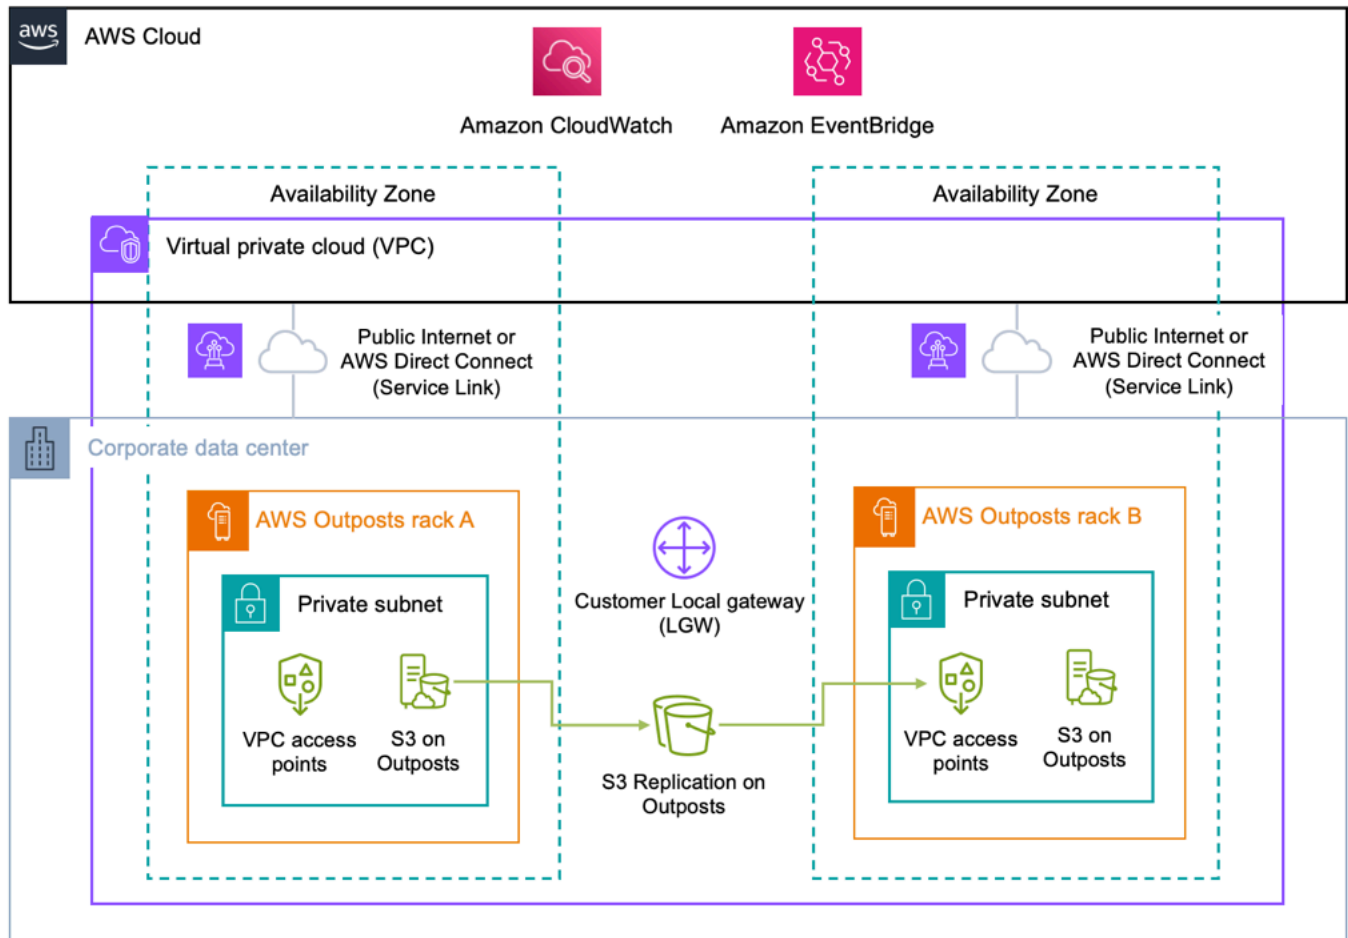 aws
AWS Cloud
Amazon CloudWatch
Amazon EventBridge
Availability Zone
Availability Zone
Virtual private cloud (VPC)
Public Internet or
AWS Direct Connect
(Service Link)
Public Internet or
AWS Direct Connect
(Service Link)
Corporate data center
AWS Outposts rack A
AWS Outposts rack B
Customer Local gateway
(LGW)
Private subnet
Private subnet
VPC access
points
S3 on
Outposts
S3 Replication on
Outposts
VPC access
points
S3 on
Outposts